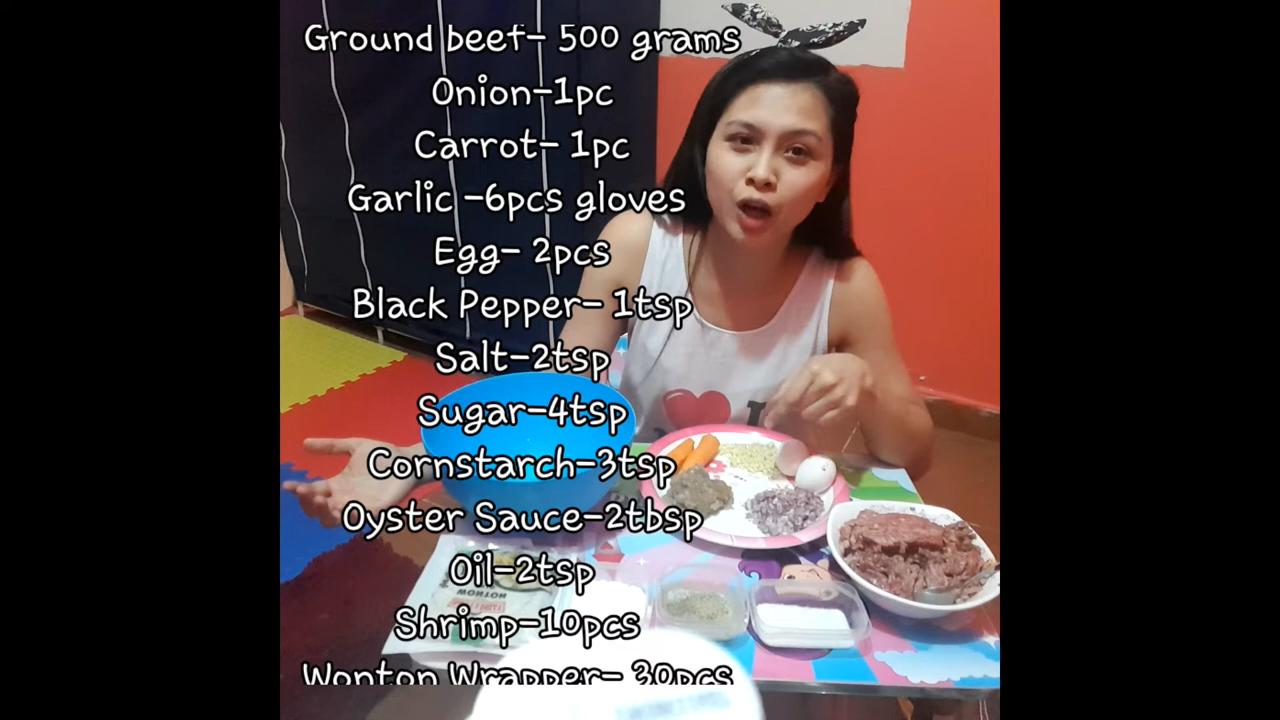 Ground beef- 500 grams
Onion-1pc
Carrot- 1pc
Garlic -6pcs gloves
Egg- 2pcs
Black Pepper- 1tsp
Salt-2tsp
Sugar-4tsp
Cornstarch-3tsp
Oyster Sauce-2tbsp
Oil-2tsp
Shrimp-10pcs
Wonton Wrapper- 30pcs
I
WONTON